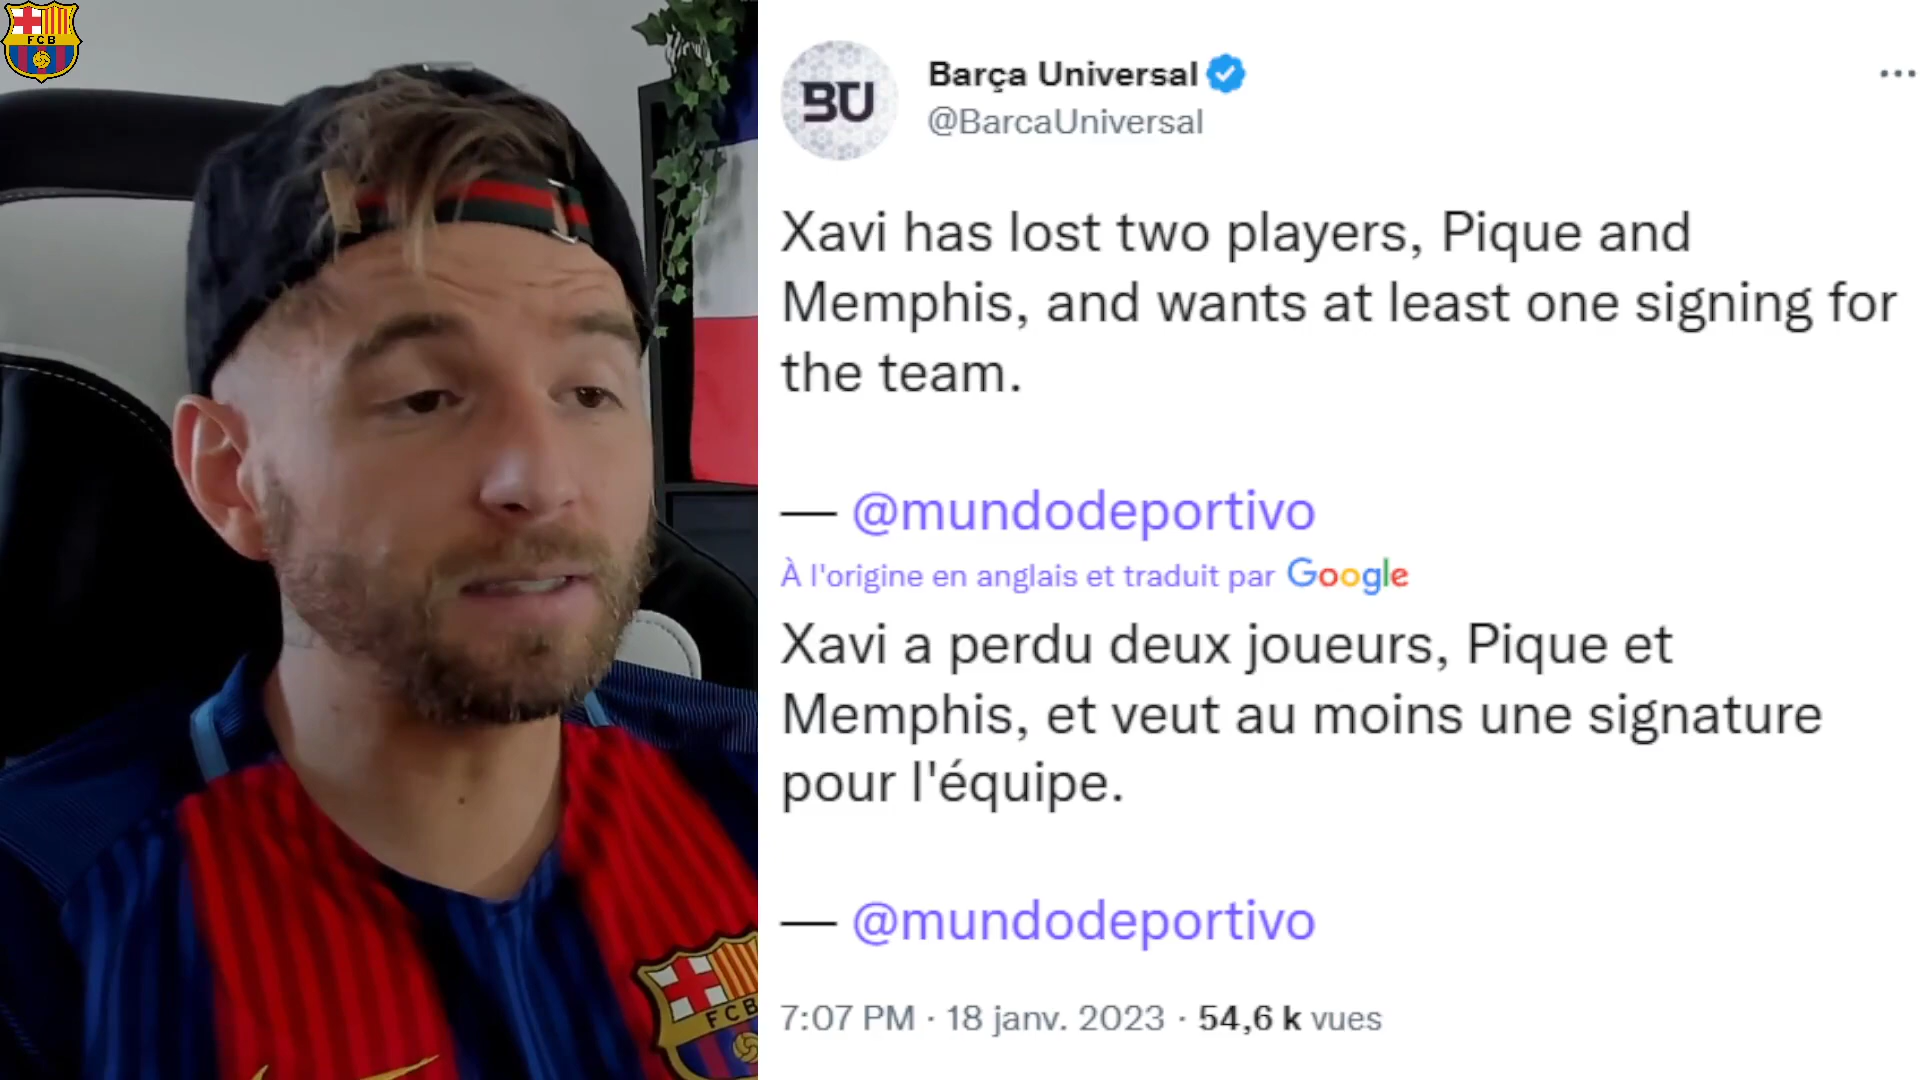 FCB
BU
Barça Universal
@BarcaUniversal
Xavi has lost two players, Pique and
Memphis, and wants at least one signing for
the team.
— @mundodeportivo
À l'origine en anglais et traduit par Google
Xavi a perdu deux joueurs, Pique et
Memphis, et veut au moins une signature
pour l'équipe.
— @mundodeportivo
7:07 PM · 18 janv. 2023 · 54,6 k vues
FCB